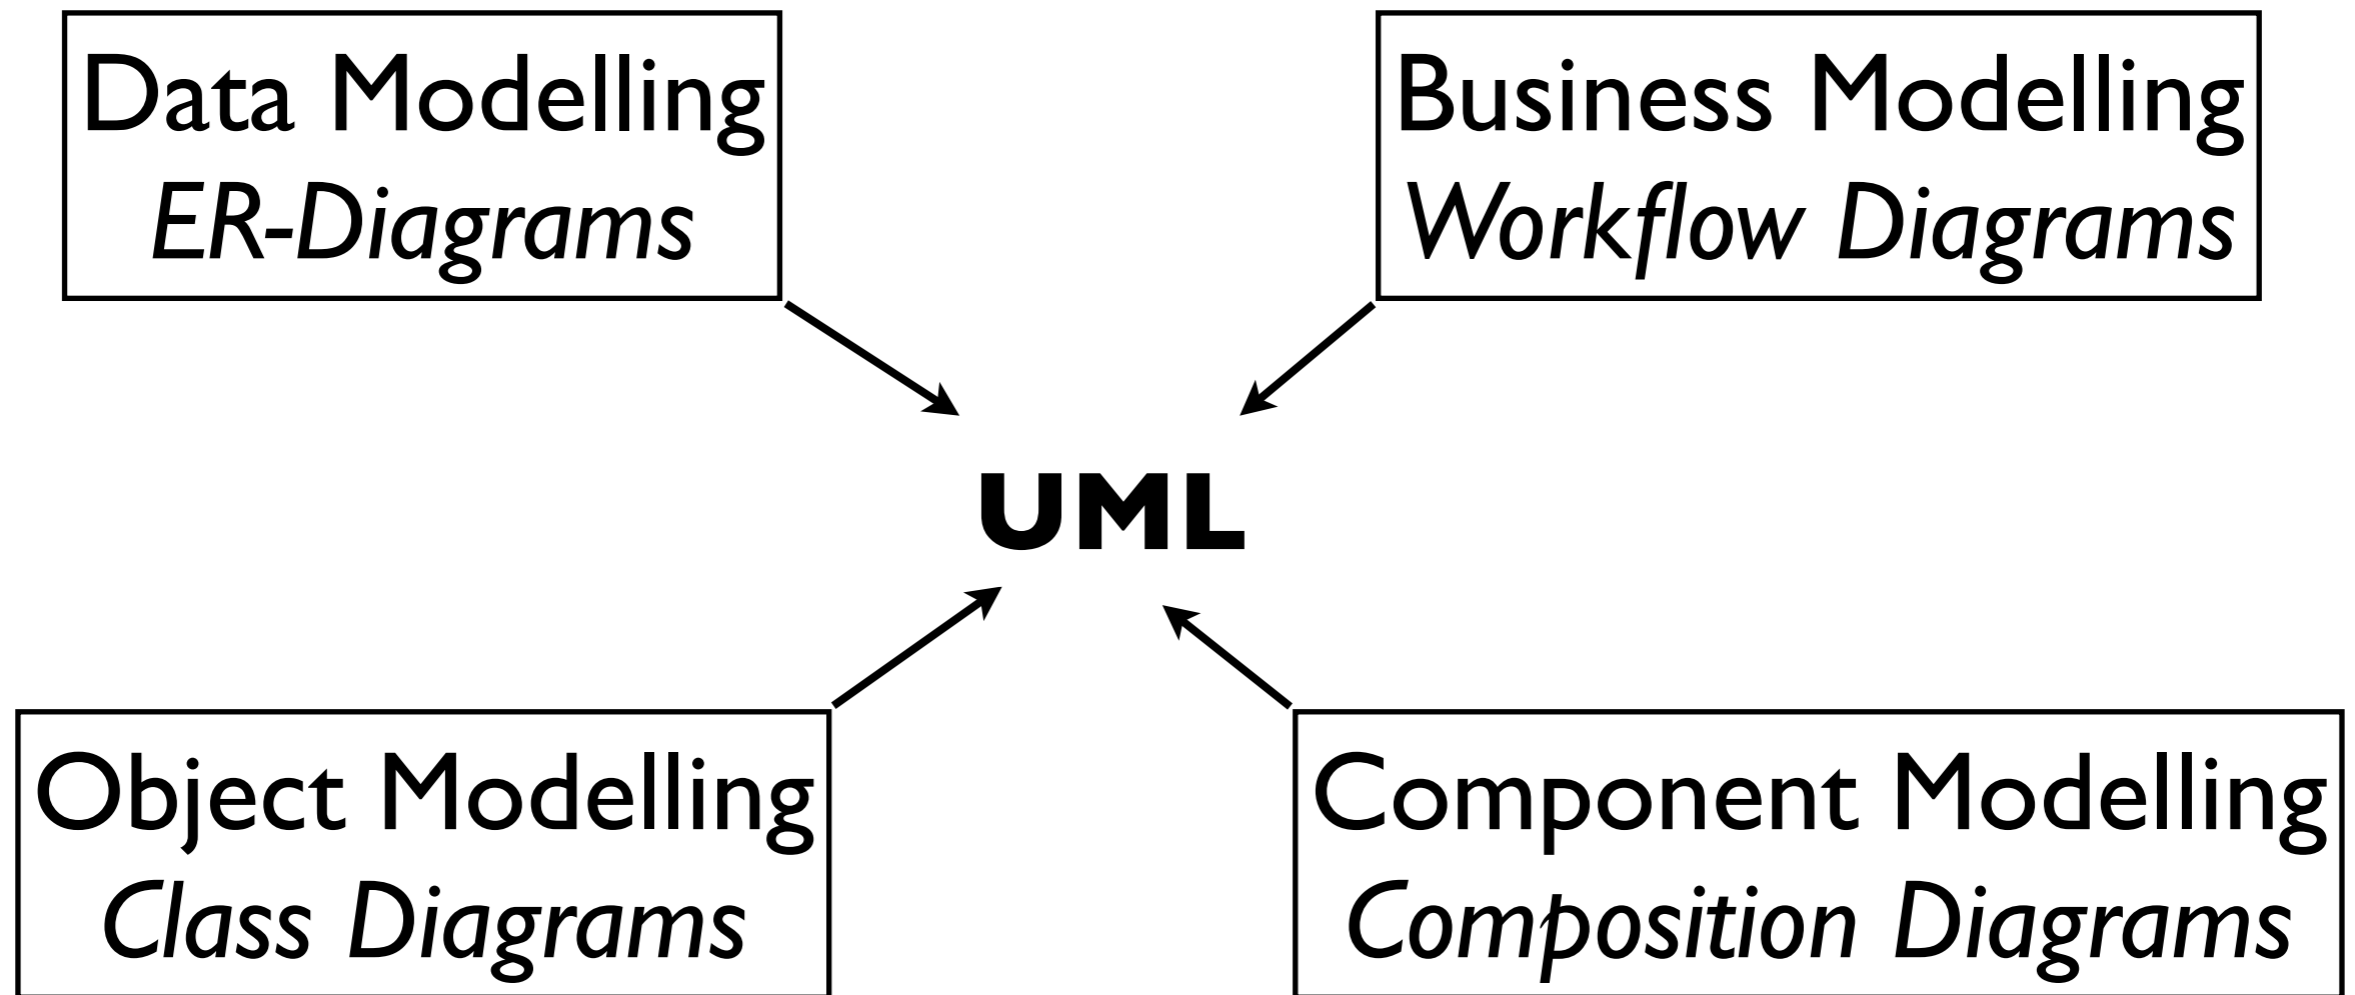 Data Modelling
ER-Diagrams
Business Modelling
Workflow Diagrams
UML
Object Modelling
Class Diagrams
Component Modelling
Composition Diagrams